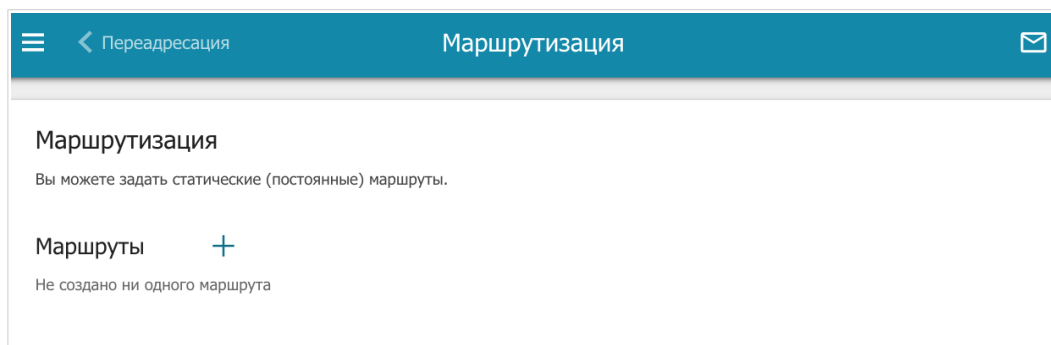 Переадресация
Маршрутизация
Маршрутизация
Вы можете задать статические (постоянные) маршруты.
Маршруты
Не создано ни одного маршрута